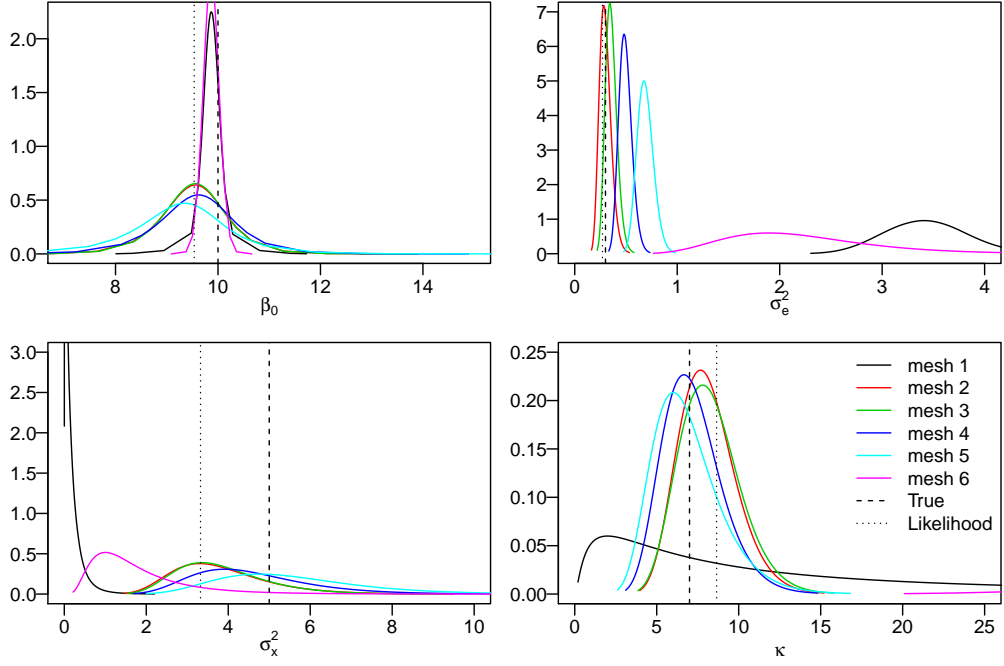 2.0
1.5
1.0
0.5
0.0
8 10 12 14
β0
7
6
5
4
3
2
1
0
0 1 2 3 4
σe2
3.0
2.5
2.0
1.5
1.0
0.5
0.0
0 2 4 6 8 10
σx2
0.25
0.20
0.15
0.10
0.05
0.00
0 5 10 15 20 25
κ
mesh 1
mesh 2
mesh 3
mesh 4
mesh 5
mesh 6
True
Likelihood